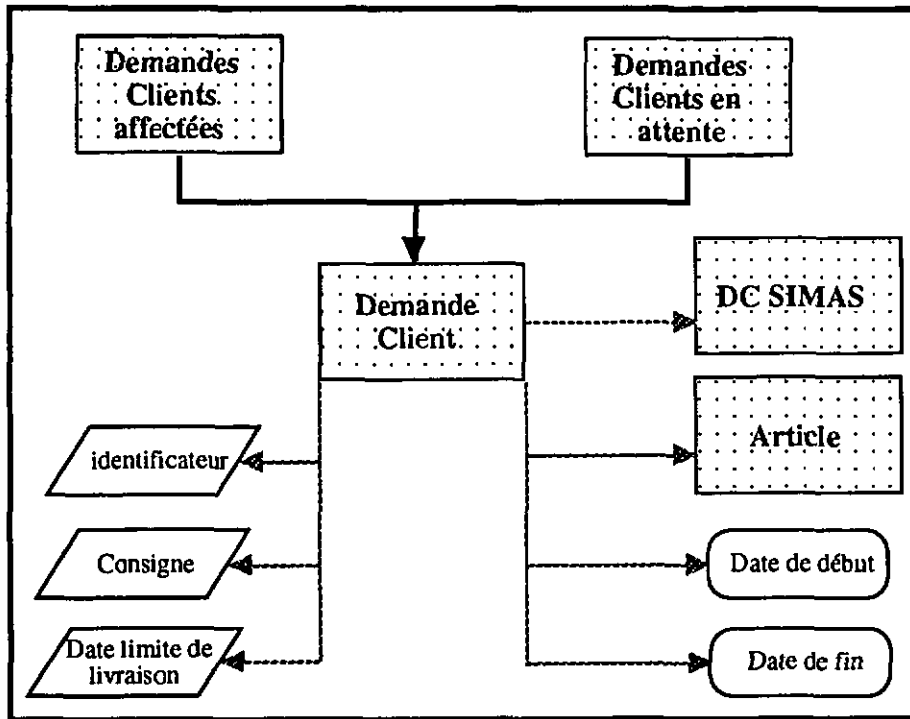 Demandes
Clients
affectées
Demandes
Clients en
attente
Demande
Client
DC SIMAS
Article
identificateur
Consigne
Date limite de
livraison
Date de début
Date de fin